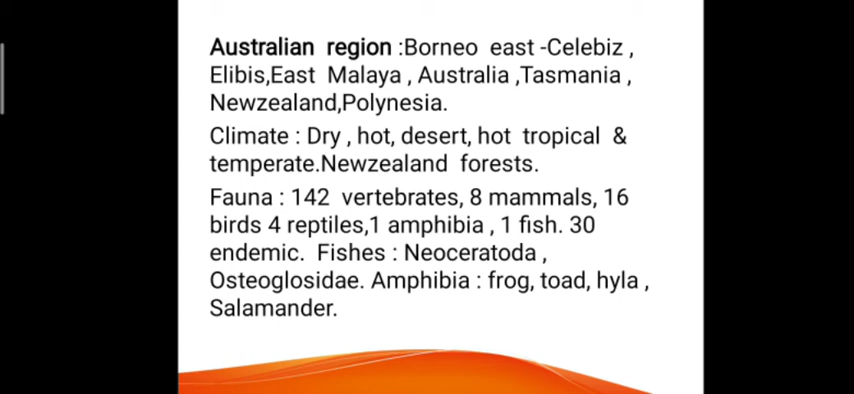 Australian region :Borneo east -Celebiz ,
Elibis,East Malaya , Australia ,Tasmania ,
Newzealand,Polynesia.
Climate : Dry , hot, desert, hot tropical &
temperate.Newzealand forests.
Fauna : 142 vertebrates, 8 mammals, 16
birds 4 reptiles,1 amphibia , 1 fish. 30
endemic. Fishes : Neoceratoda ,
Osteoglosidae. Amphibia : frog, toad, hyla ,
Salamander.